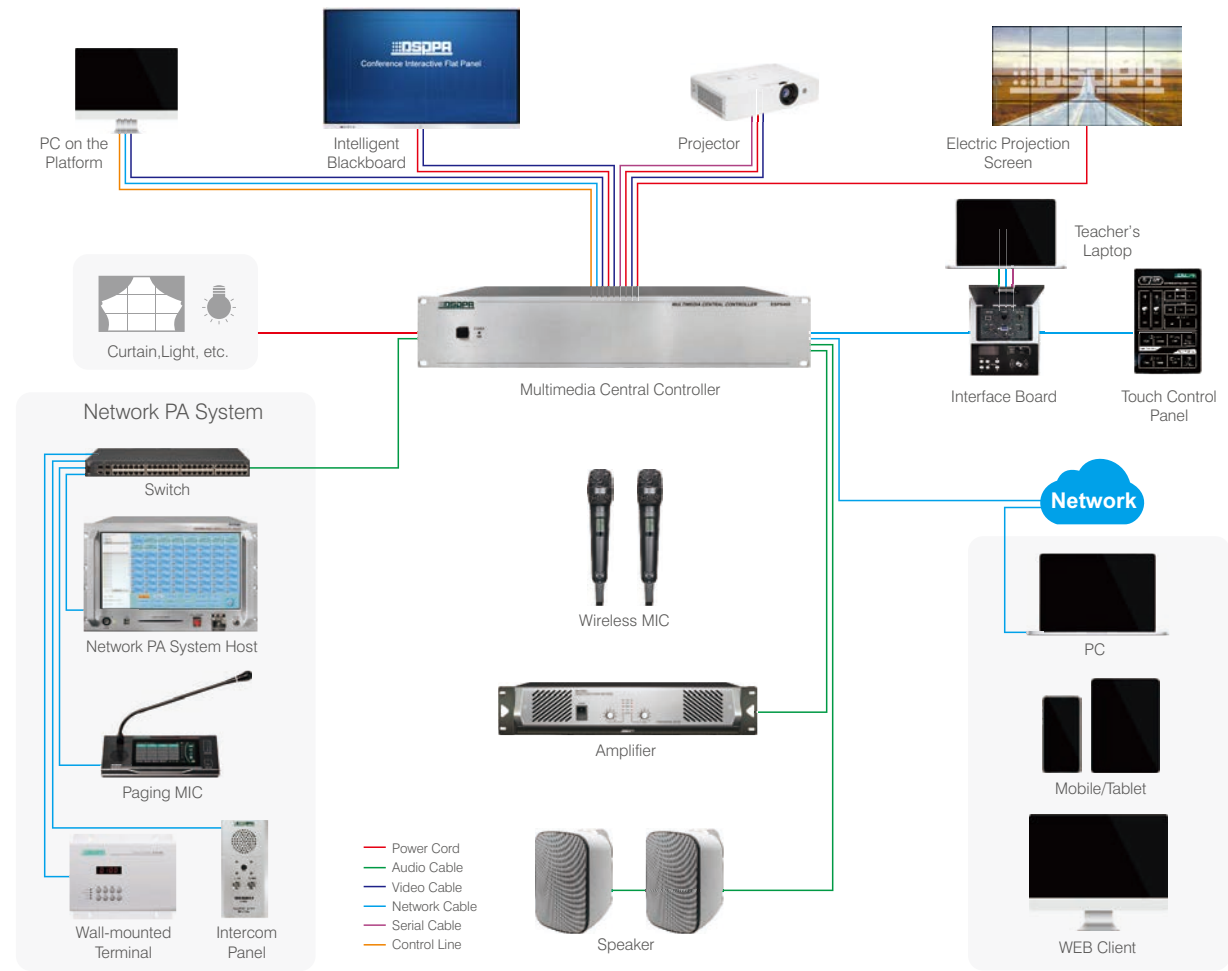 DSPPA
Conference Interactive Flat Panel
DSPPA
PC on the
Platform
Intelligent
Blackboard
Projector
Electric Projection
Screen
Teacher's
Laptop
Curtain,Light, etc.
DSPPA
MULTIMEDIA CENTRAL CONTROLLER
POWER
Multimedia Central Controller
Interface Board
Touch Control
Panel
Network PA System
Switch
Network
Network PA System Host
Wireless MIC
PC
Paging MIC
Amplifier
Mobile/Tablet
Power Cord
Audio Cable
Video Cable
Network Cable
Serial Cable
Control Line
Wall-mounted
Terminal
Intercom
Panel
Speaker
WEB Client